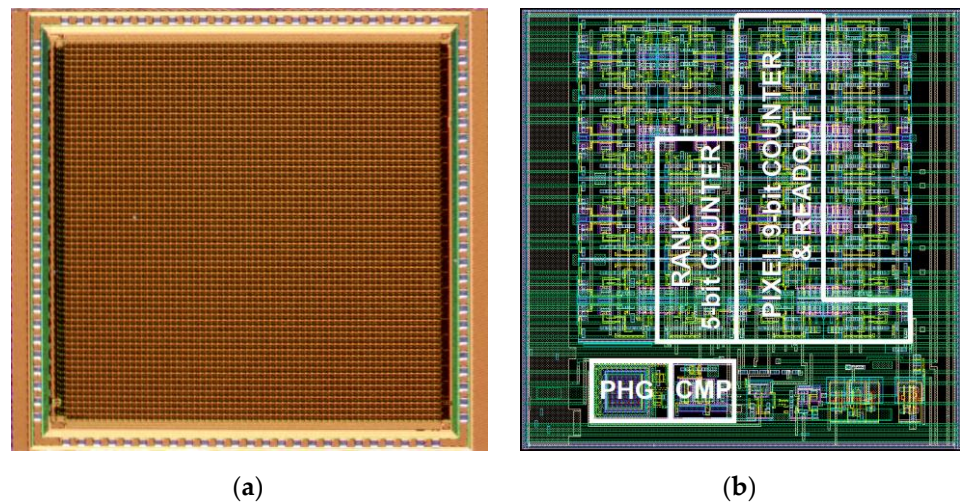 RANK
5-bit COUNTER
PIXEL 9-bit COUNTER
& READOUT
PHG
CMP
(a)
(b)